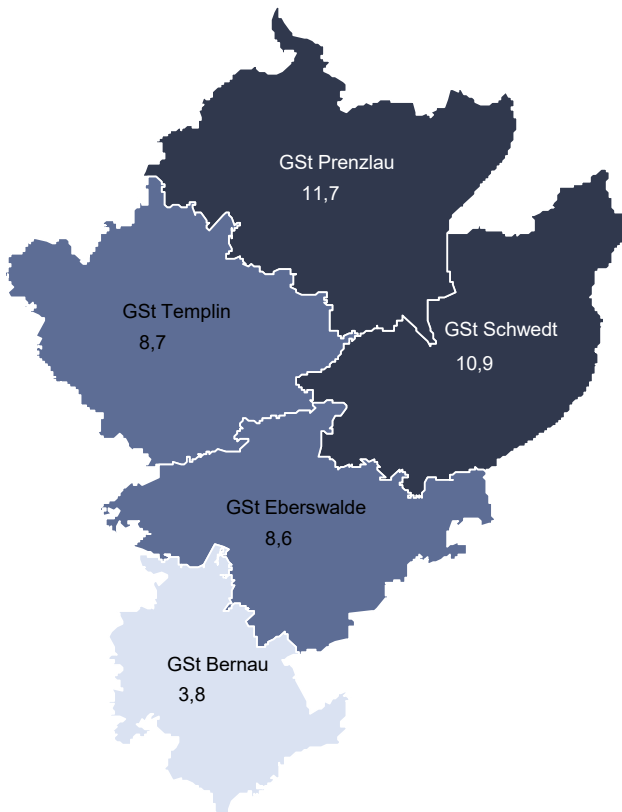 GSt Prenzlau
11,7
GSt Templin
8,7
GSt Schwedt
10,9
GSt Eberswalde
8,6
GSt Bernau
3,8